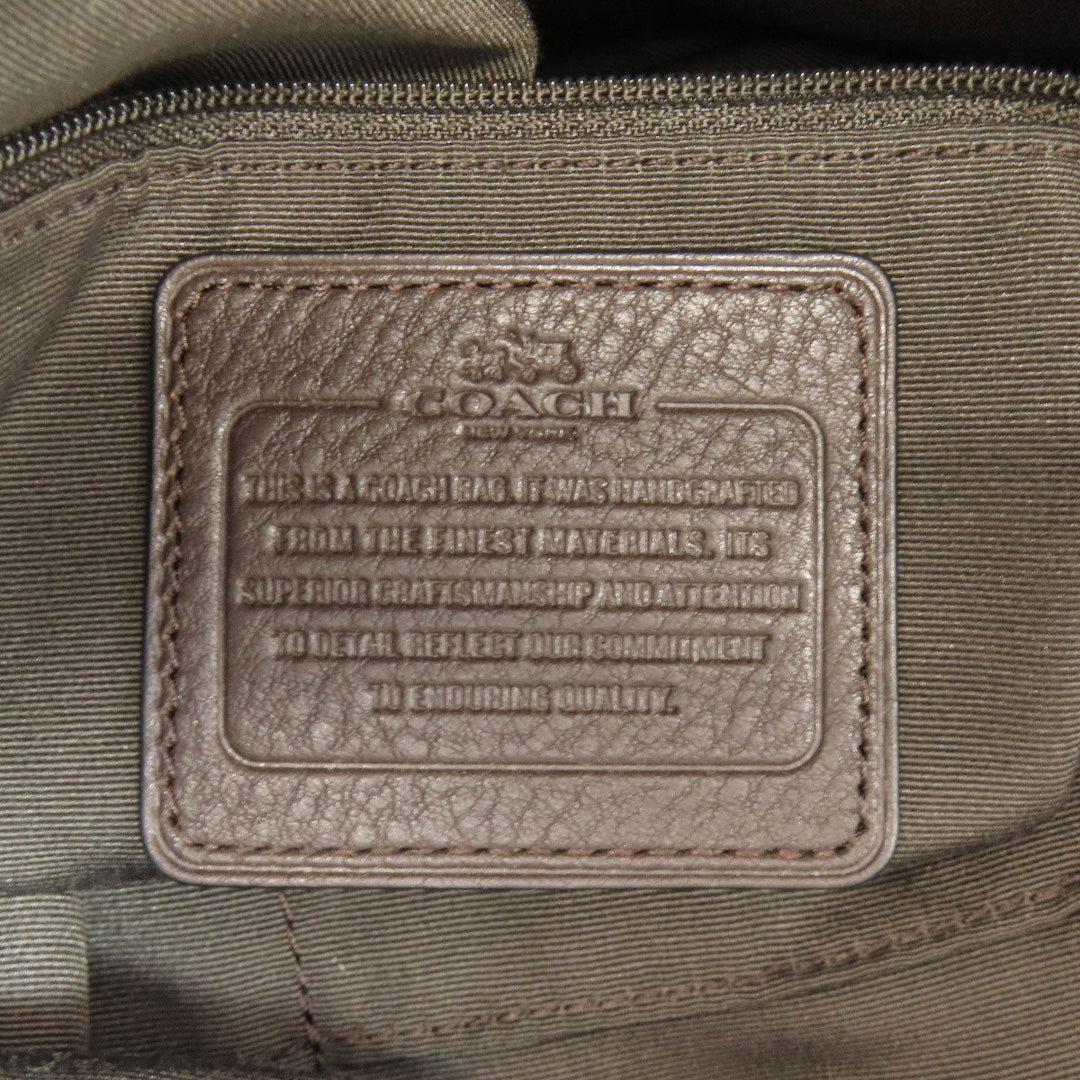 COACH
NEW YORK
THIS IS A COACH BAG. IT WAS HANDCRAFTED
FROM THE FINEST MATERIALS. ITS
SUPERIOR CRAFTSMANSHIP AND ATTENTION
TO DETAIL REFLECT OUR COMMITMENT
TO ENDURING QUALITY.